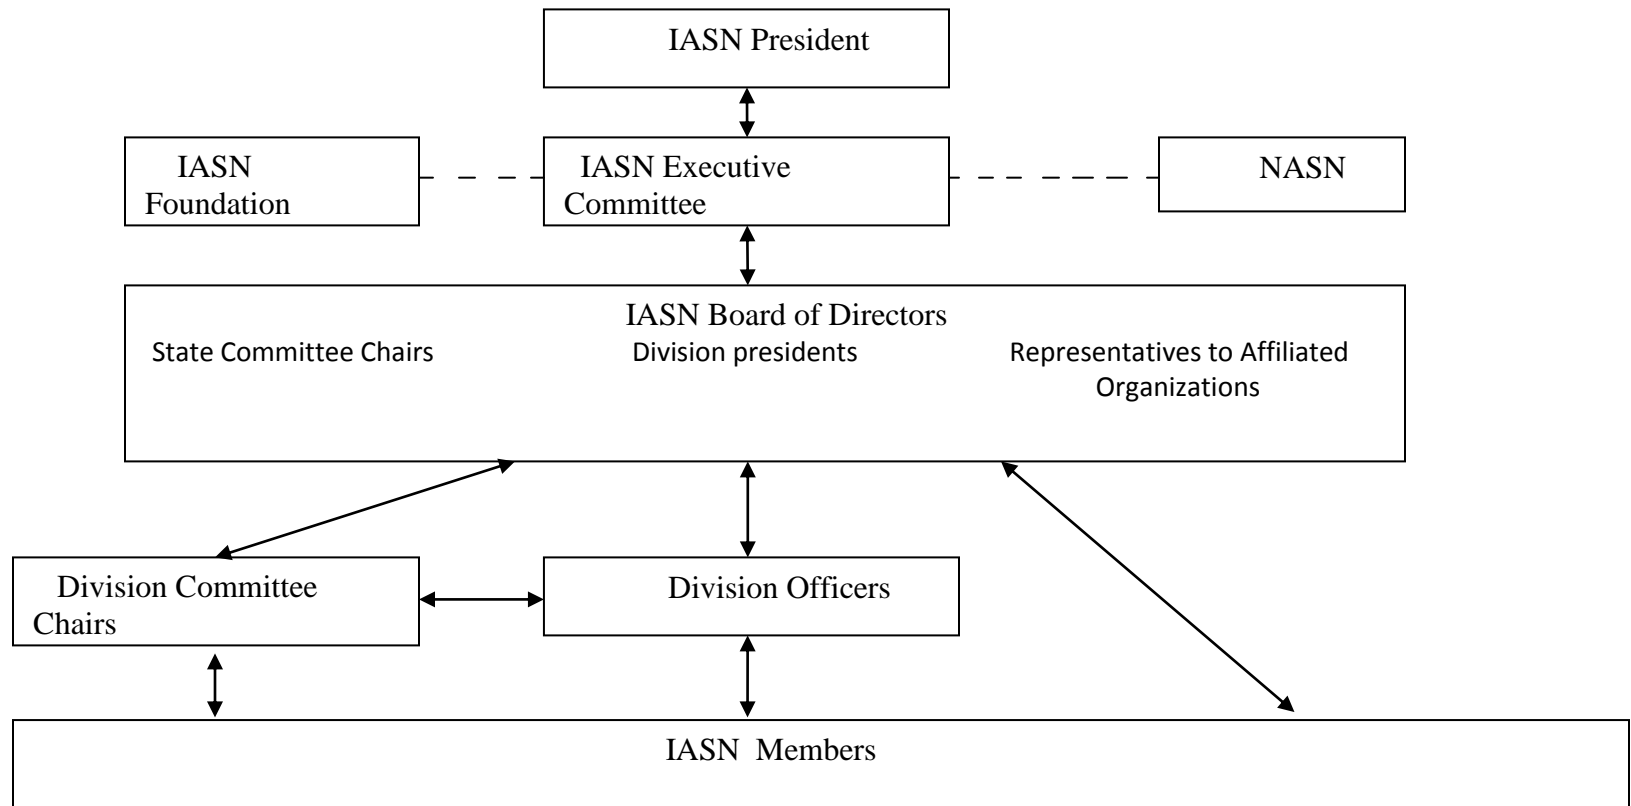 IASN President
IASN
Foundation
IASN Executive
Committee
NASN
IASN Board of Directors
State Committee Chairs
Division presidents
Representatives to Affiliated
Organizations
Division Committee
Chairs
Division Officers
IASN Members